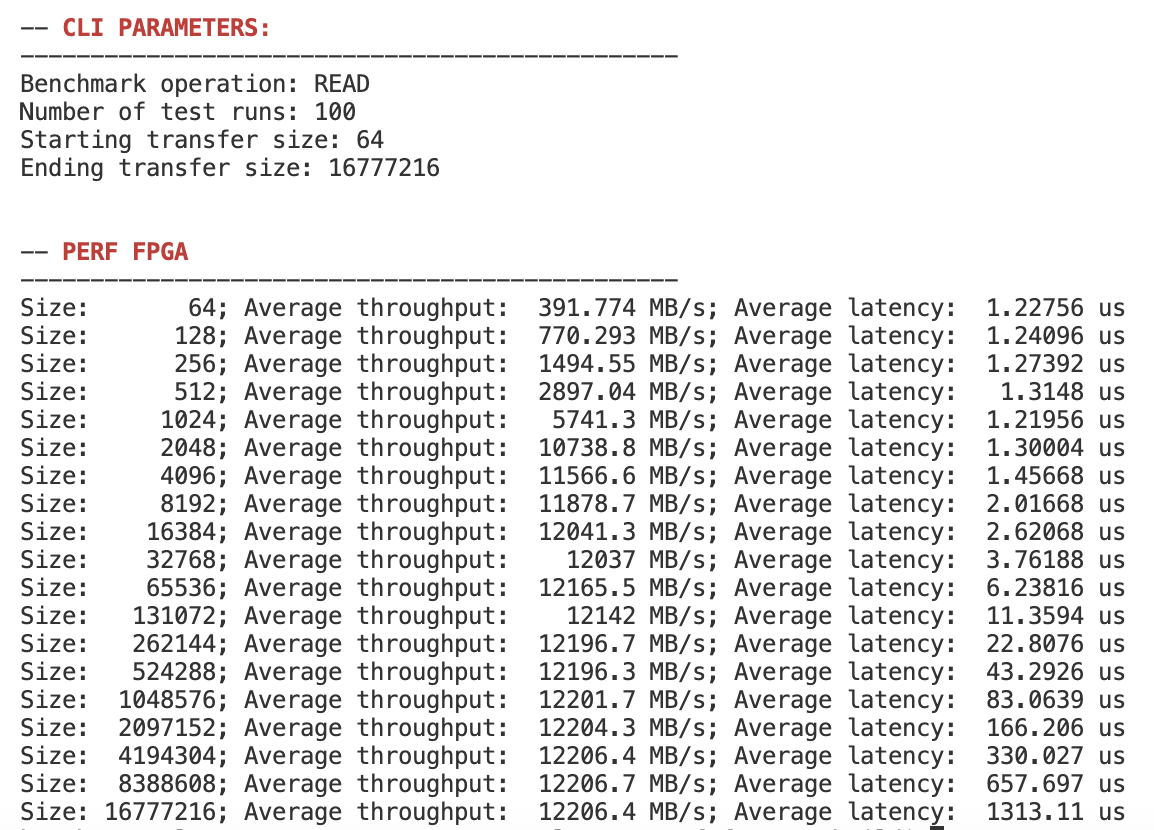 -- CLI PARAMETERS:
-----------------------------------------------
Benchmark operation: READ
Number of test runs: 100
Starting transfer size: 64
Ending transfer size: 16777216
-- PERF FPGA
-----------------------------------------------
Size:       64; Average throughput:  391.774 MB/s; Average latency:  1.22756 us
Size:      128; Average throughput:  770.293 MB/s; Average latency:  1.24096 us
Size:      256; Average throughput:  1494.55 MB/s; Average latency:  1.27392 us
Size:      512; Average throughput:  2897.04 MB/s; Average latency:   1.3148 us
Size:     1024; Average throughput:   5741.3 MB/s; Average latency:  1.21956 us
Size:     2048; Average throughput:  10738.8 MB/s; Average latency:  1.30004 us
Size:     4096; Average throughput:  11566.6 MB/s; Average latency:  1.45668 us
Size:     8192; Average throughput:  11878.7 MB/s; Average latency:  2.01668 us
Size:    16384; Average throughput:  12041.3 MB/s; Average latency:  2.62068 us
Size:    32768; Average throughput:    12037 MB/s; Average latency:  3.76188 us
Size:    65536; Average throughput:  12165.5 MB/s; Average latency:  6.23816 us
Size:   131072; Average throughput:    12142 MB/s; Average latency:  11.3594 us
Size:   262144; Average throughput:  12196.7 MB/s; Average latency:  22.8076 us
Size:   524288; Average throughput:  12196.3 MB/s; Average latency:  43.2926 us
Size:  1048576; Average throughput:  12201.7 MB/s; Average latency:  83.0639 us
Size:  2097152; Average throughput:  12204.3 MB/s; Average latency:  166.206 us
Size:  4194304; Average throughput:  12206.4 MB/s; Average latency:  330.027 us
Size:  8388608; Average throughput:  12206.7 MB/s; Average latency:  657.697 us
Size: 16777216; Average throughput:  12206.4 MB/s; Average latency:  1313.11 us